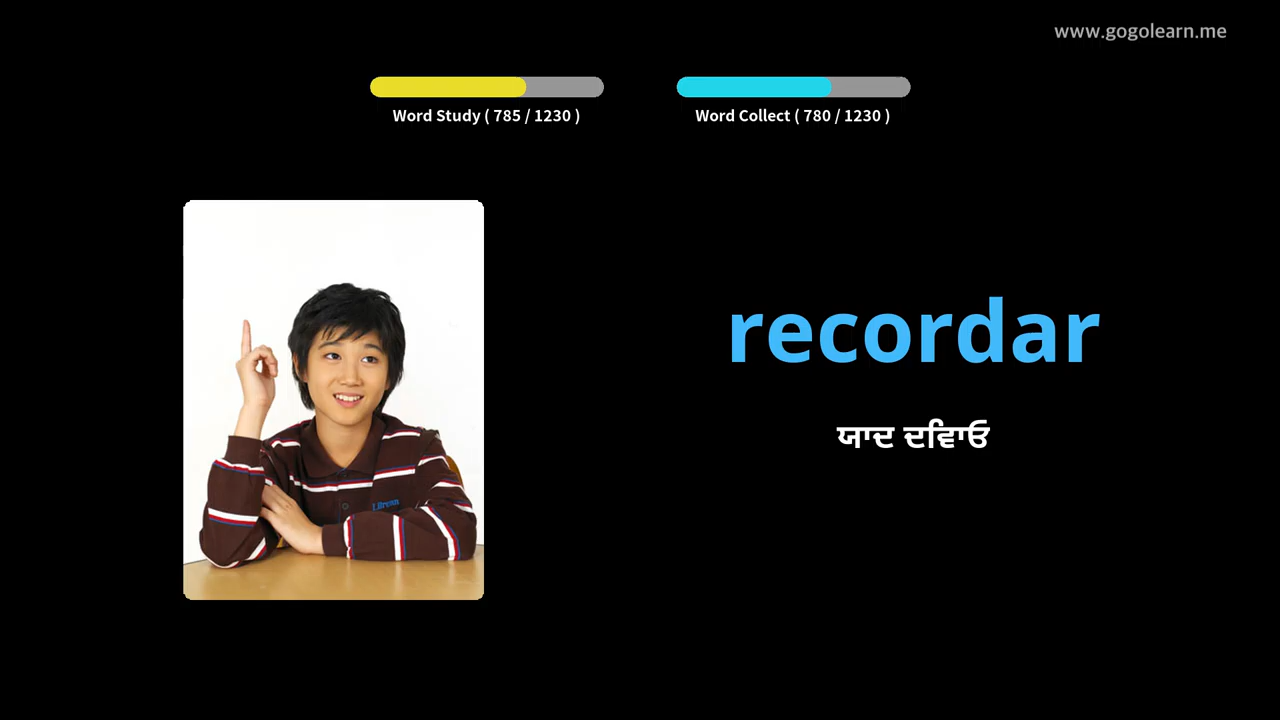 www.gogolearn.me
Word Study ( 785 / 1230 )
Word Collect ( 780 / 1230 )
recordar
ਯਾਦ ਦਵਿਾਓ